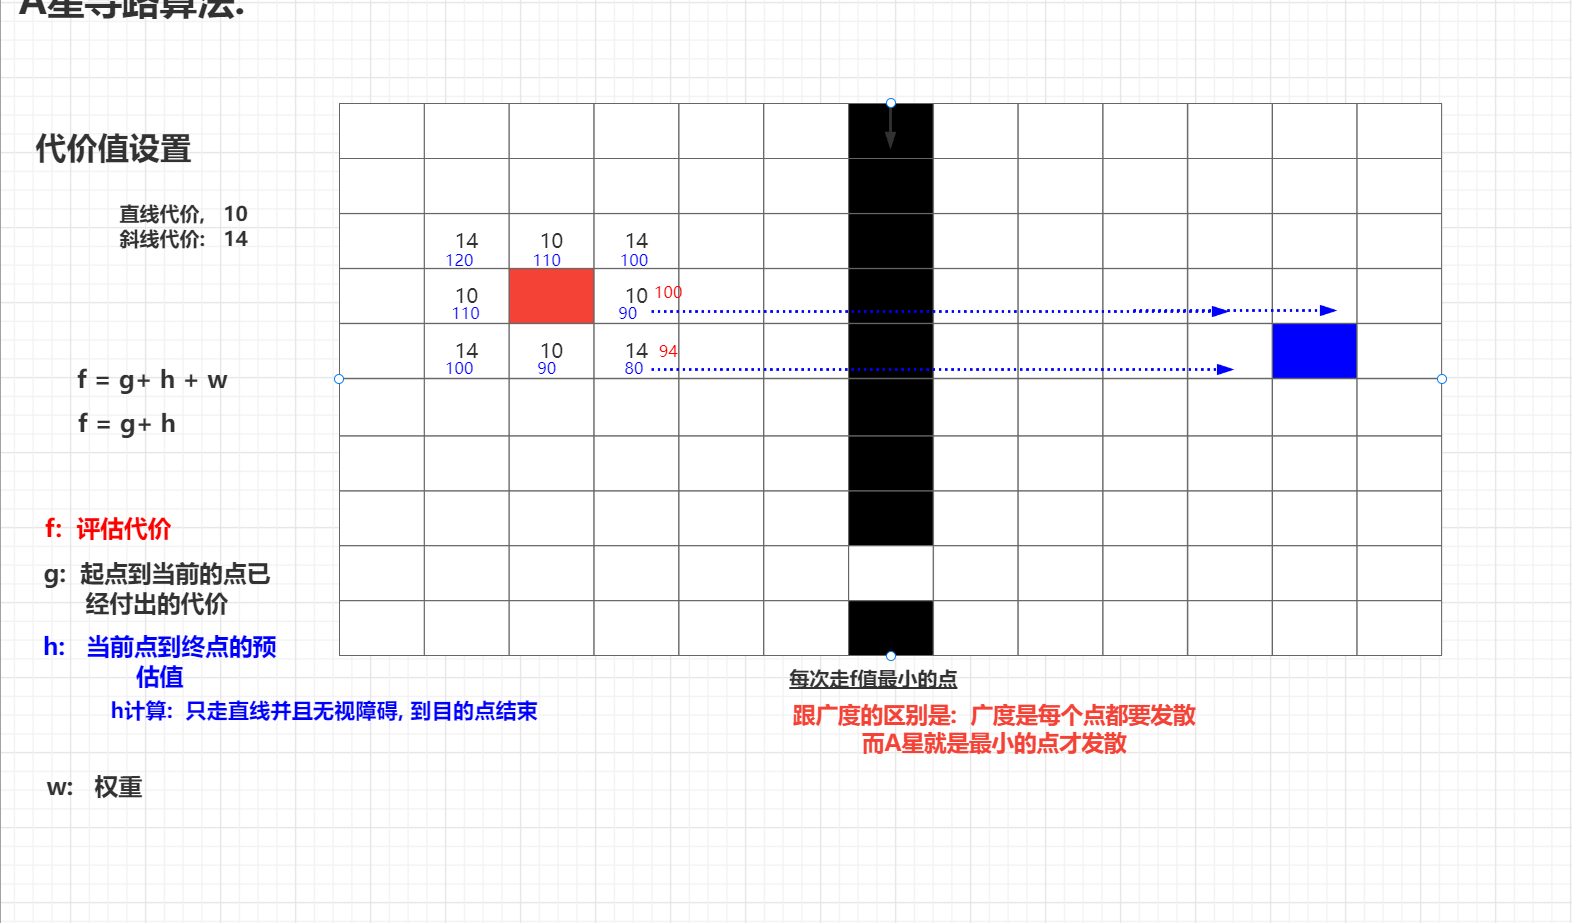 A星寻路算法:
代价值设置
直线代价, 10
斜线代价: 14
14 10 14
120 110 100
10 10 100
110 90
14 10 14 94
100 90 80
f = g+ h + w
f = g+ h
f: 评估代价
g: 起点到当前的点已
经付出的代价
h: 当前点到终点的预
估值
h计算: 只走直线并且无视障碍, 到目的点结束
w: 权重
每次走f值最小的点
跟广度的区别是: 广度是每个点都要发散
而A星就是最小的点才发散